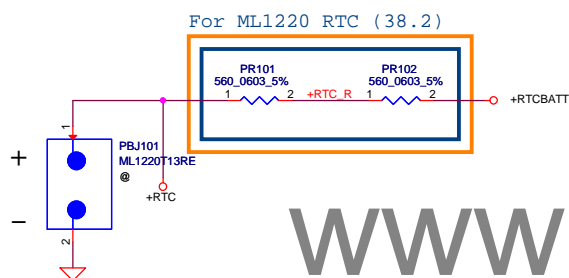 For ML1220 RTC (38.2)
PR101
560_0603_5%
1
2
+RTC_R
PR102
560_0603_5%
1
2
+RTCBATT
1
+
-
PBJ101
ML1220T13RE
@
2
+RTC
WWW